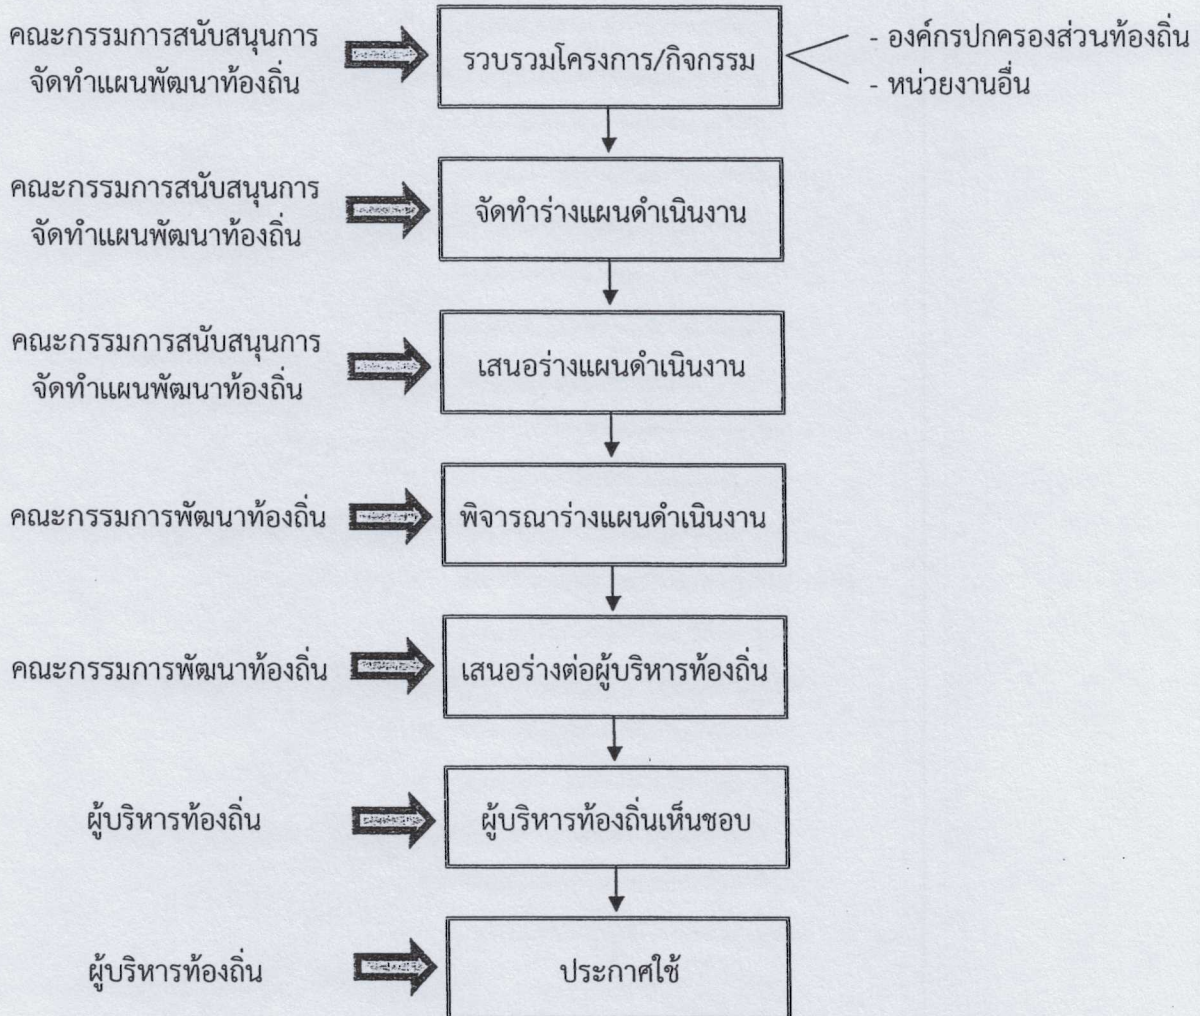 คณะกรรมการสนับสนุนการ
จัดทำแผนพัฒนาท้องถิ่น
รวบรวมโครงการ/กิจกรรม
- องค์กรปกครองส่วนท้องถิ่น
- หน่วยงานอื่น
คณะกรรมการสนับสนุนการ
จัดทำแผนพัฒนาท้องถิ่น
จัดทำร่างแผนดำเนินงาน
คณะกรรมการสนับสนุนการ
จัดทำแผนพัฒนาท้องถิ่น
เสนอร่างแผนดำเนินงาน
คณะกรรมการพัฒนาท้องถิ่น
พิจารณาร่างแผนดำเนินงาน
คณะกรรมการพัฒนาท้องถิ่น
เสนอร่างต่อผู้บริหารท้องถิ่น
ผู้บริหารท้องถิ่น
ผู้บริหารท้องถิ่นเห็นชอบ
ผู้บริหารท้องถิ่น
ประกาศใช้